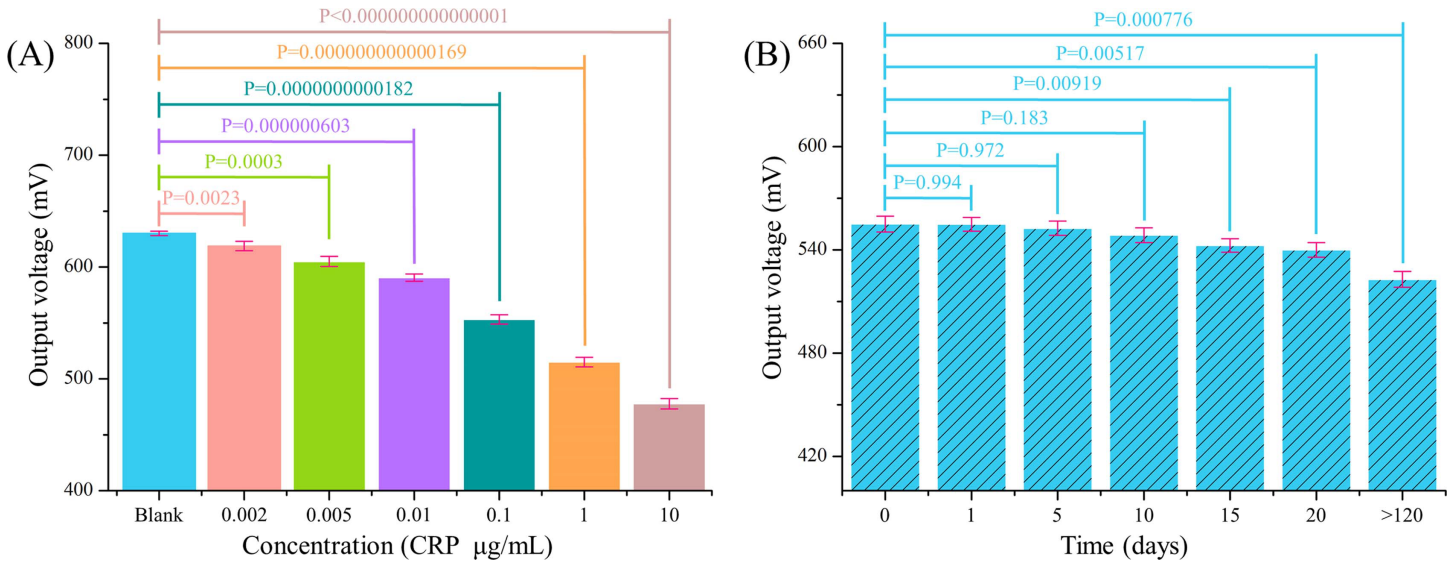 (A)
P<0.000000000000001
P=0.000000000000169
P=0.0000000000182
P=0.000000603
P=0.0003
P=0.0023
800
700
600
500
400
Output voltage (mV)
Blank 0.002 0.005 0.01 0.1 1 10
Concentration (CRP μg/mL)
(B)
P=0.000776
P=0.00517
P=0.00919
P=0.183
P=0.972
P=0.994
660
600
540
480
420
Output voltage (mV)
0 1 5 10 15 20 >120
Time (days)